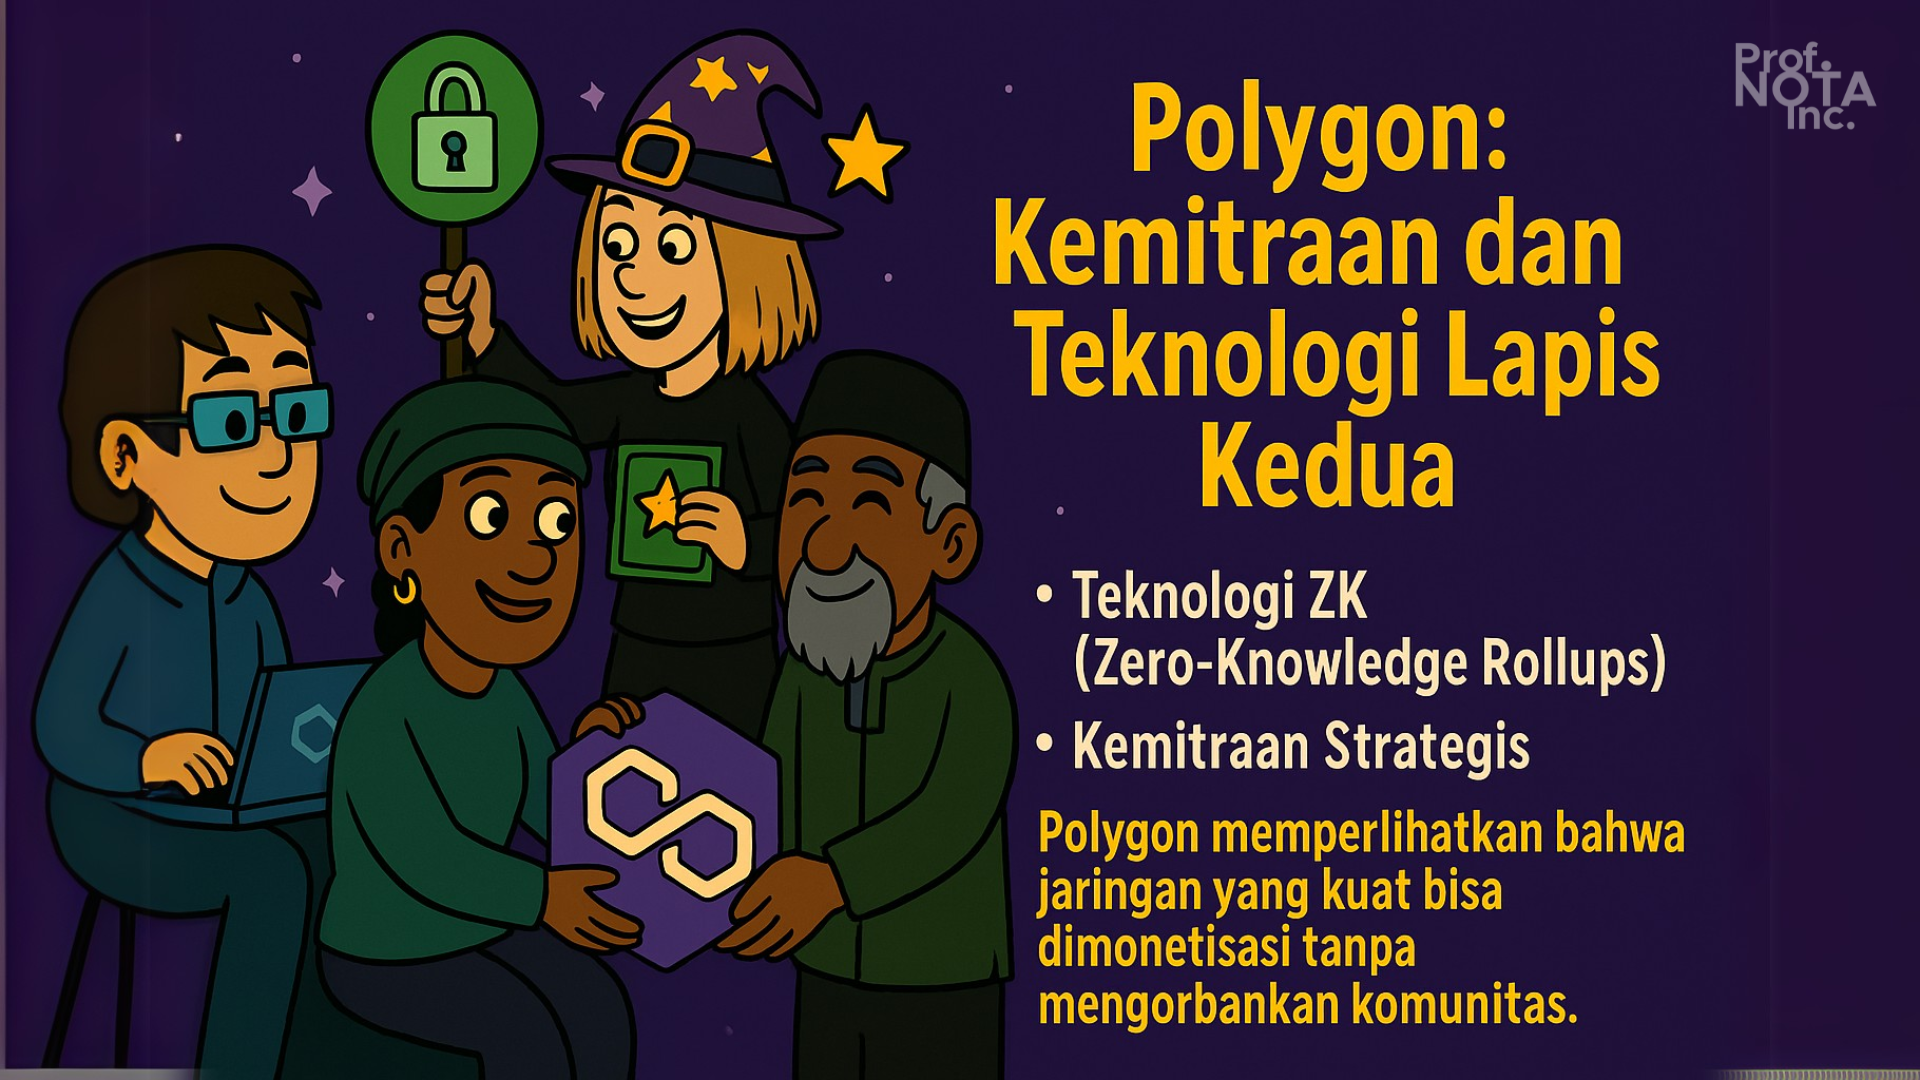 Prof.
NOTA
Inc.
Polygon:
Kemitraan dan
Teknologi Lapis
Kedua
• Teknologi ZK
(Zero-Knowledge Rollups)
• Kemitraan Strategis
Polygon memperlihatkan bahwa
jaringan yang kuat bisa
dimonetisasi tanpa
mengorbankan komunitas.